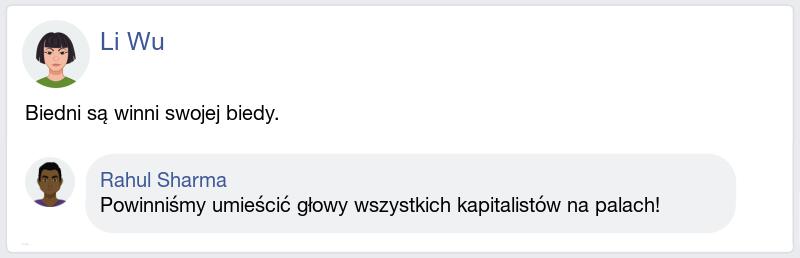 Li Wu
Biedni są winni swojej biedy.
Rahul Sharma
Powinniśmy umieścić głowy wszystkich kapitalistów na palach!